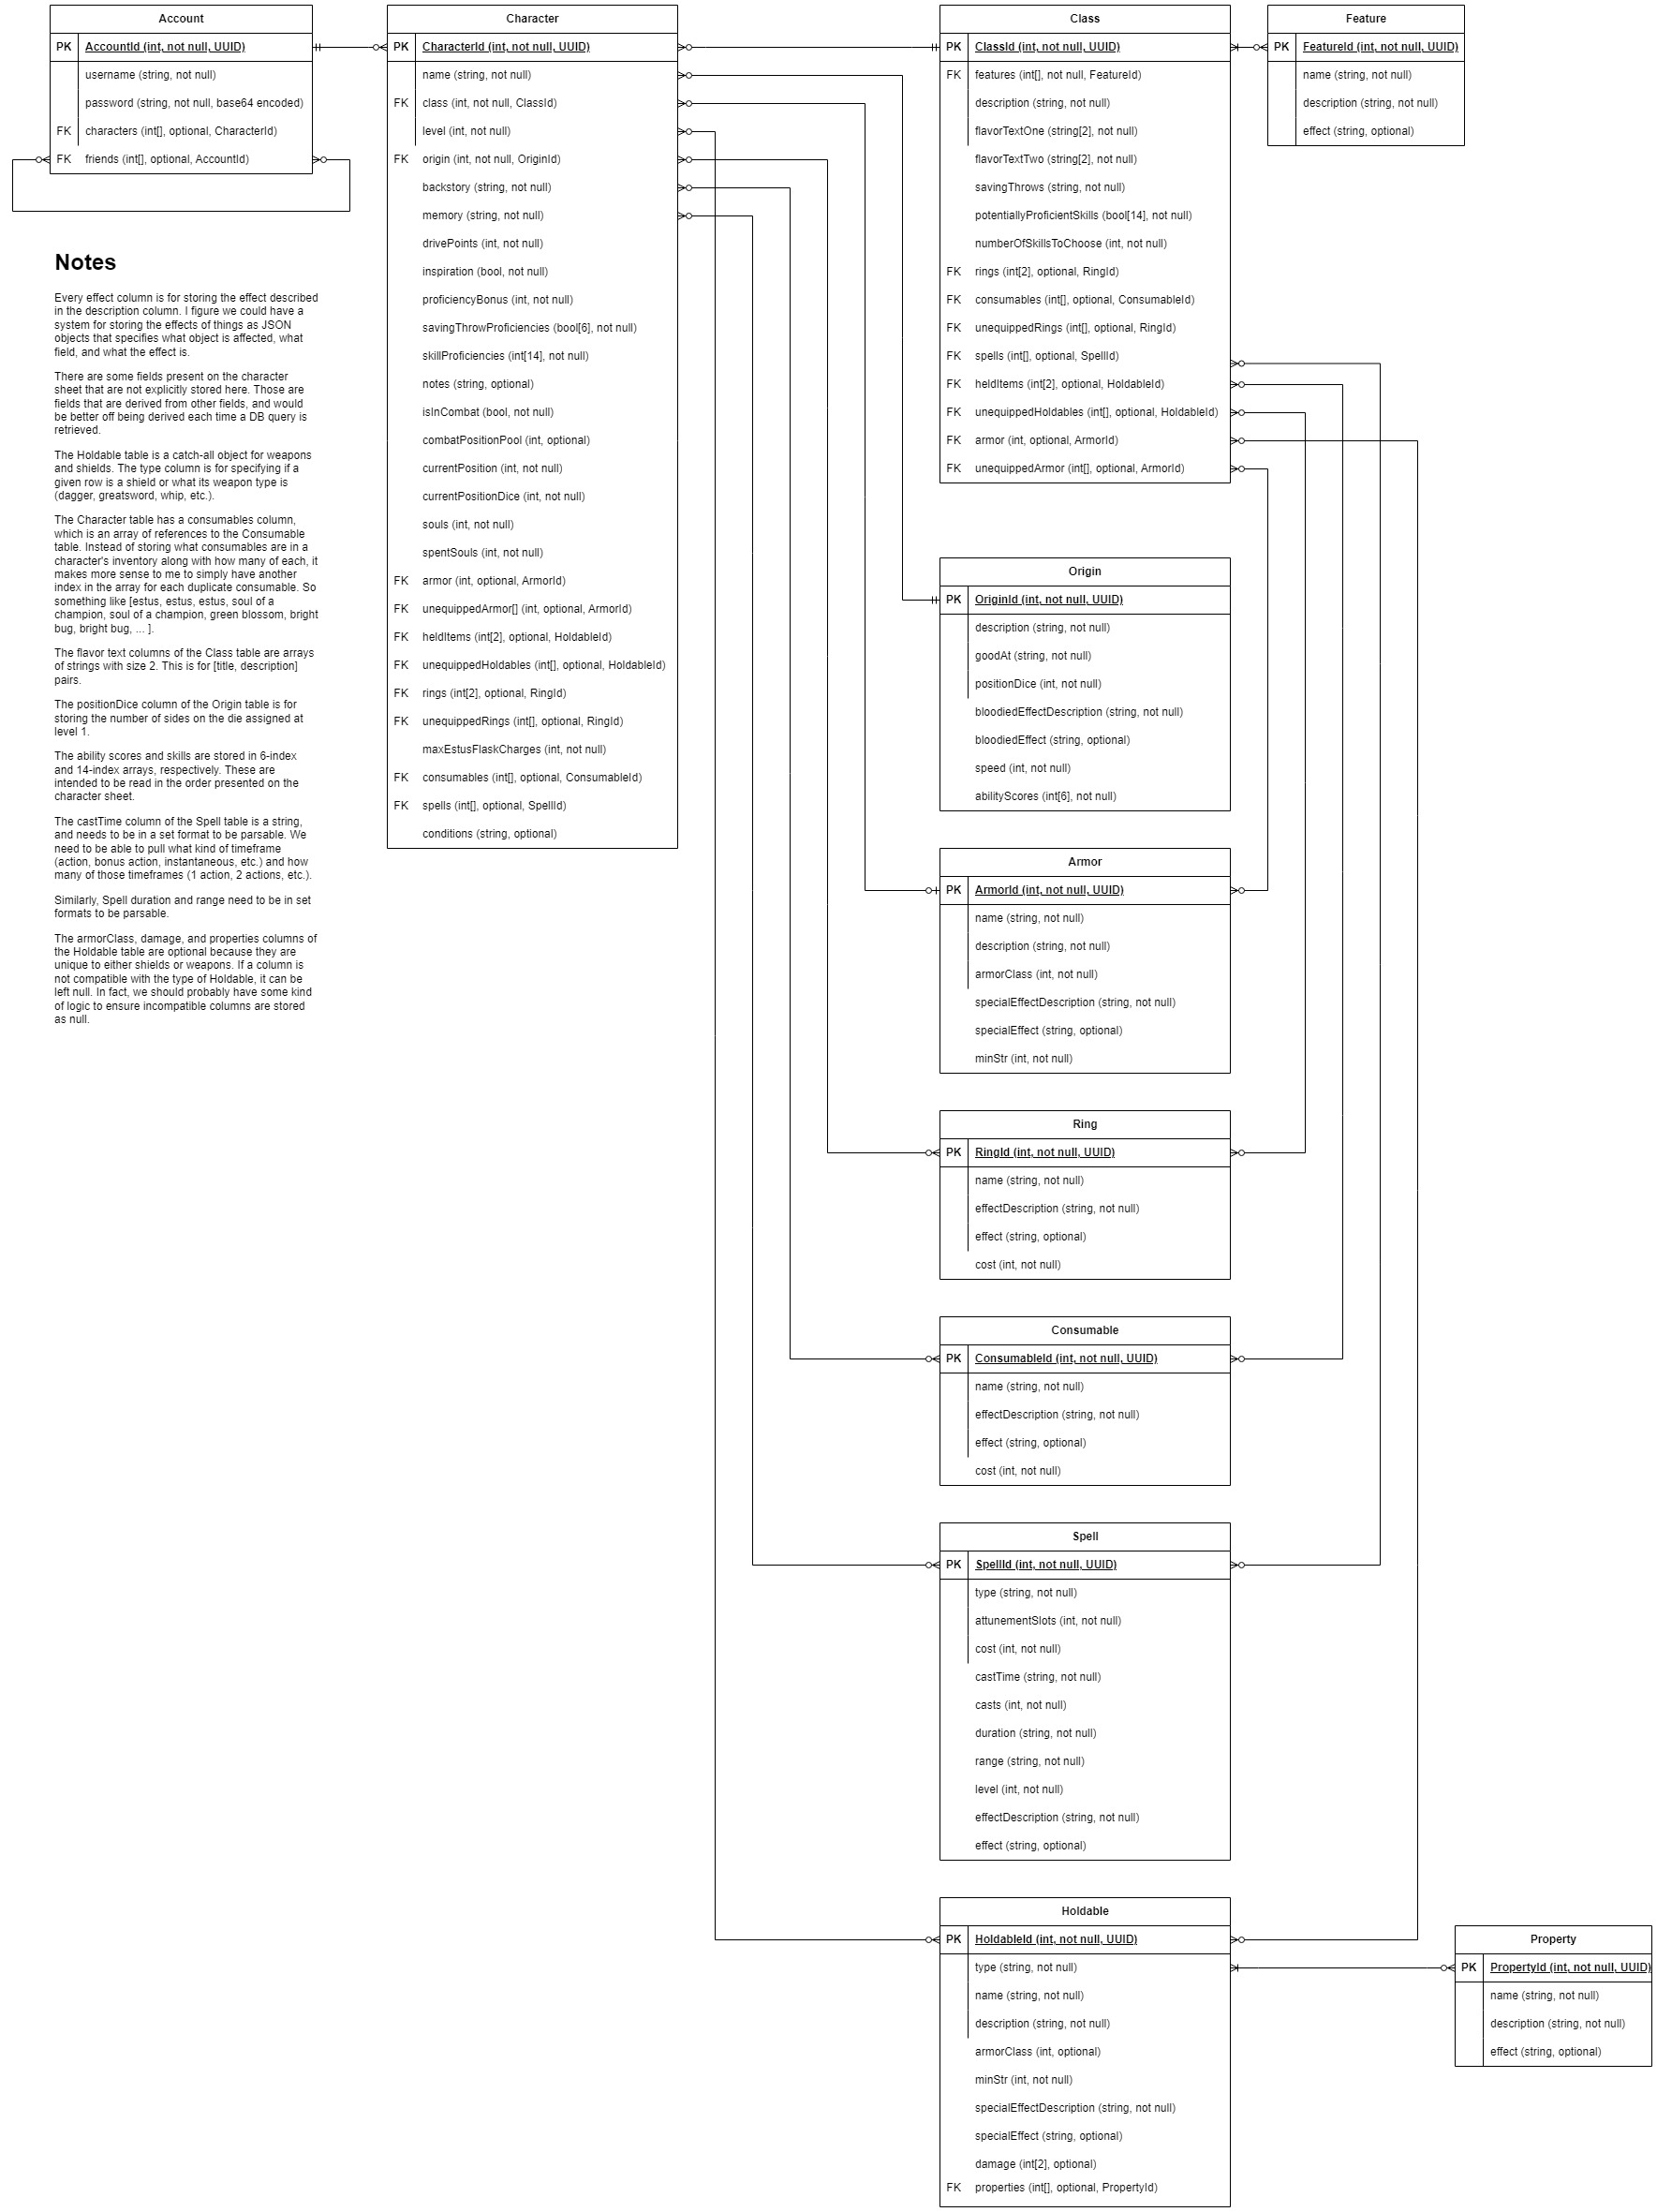 Account
PK AccountId (int, not null, UUID)
username (string, not null)
password (string, not null, base64 encoded)
FK characters (int[], optional, CharacterId)
FK friends (int[], optional, AccountId)
Notes
Every effect column is for storing the effect described
in the description column. I figure we could have a
system for storing the effects of things as JSON
objects that specifies what object is affected, what
field, and what the effect is.
There are some fields present on the character
sheet that are not explicitly stored here. Those are
fields that are derived from other fields, and would
be better off being derived each time a DB query is
retrieved.
The Holdable table is a catch-all object for weapons
and shields. The type column is for specifying if a
given row is a shield or what its weapon type is
(dagger, greatsword, whip, etc.).
The Character table has a consumables column,
which is an array of references to the Consumable
table. Instead of storing what consumables are in a
character's inventory along with how many of each, it
makes more sense to me to simply have another
index in the array for each duplicate consumable. So
something like [estus, estus, estus, soul of a
champion, soul of a champion, green blossom, bright
bug, bright bug, ... ].
The flavor text columns of the Class table are arrays
of strings with size 2. This is for [title, description]
pairs.
The positionDice column of the Origin table is for
storing the number of sides on the die assigned at
level 1.
The ability scores and skills are stored in 6-index
and 14-index arrays, respectively. These are
intended to be read in the order presented on the
character sheet.
The castTime column of the Spell table is a string,
and needs to be in a set format to be parsable. We
need to be able to pull what kind of timeframe
(action, bonus action, instantaneous, etc.) and how
many of those timeframes (1 action, 2 actions, etc.).
Similarly, Spell duration and range need to be in set
formats to be parsable.
The armorClass, damage, and properties columns of
the Holdable table are optional because they are
unique to either shields or weapons. If a column is
not compatible with the type of Holdable, it can be
left null. In fact, we should probably have some kind
of logic to ensure incompatible columns are stored
as null.
Character
PK CharacterId (int, not null, UUID)
name (string, not null)
FK class (int, not null, ClassId)
level (int, not null)
FK origin (int, not null, OriginId)
backstory (string, not null)
memory (string, not null)
drivePoints (int, not null)
inspiration (bool, not null)
proficiencyBonus (int, not null)
savingThrowProficiencies (bool[6], not null)
skillProficiencies (int[14], not null)
notes (string, optional)
isInCombat (bool, not null)
combatPositionPool (int, optional)
currentPosition (int, not null)
currentPositionDice (int, not null)
souls (int, not null)
spentSouls (int, not null)
FK armor (int, optional, ArmorId)
FK unequippedArmor[] (int, optional, ArmorId)
FK heldItems (int[2], optional, HoldableId)
FK unequippedHoldables (int[], optional, HoldableId)
FK rings (int[2], optional, RingId)
FK unequippedRings (int[], optional, RingId)
maxEstusFlaskCharges (int, not null)
FK consumables (int[], optional, ConsumableId)
FK spells (int[], optional, SpellId)
conditions (string, optional)
Class
PK ClassId (int, not null, UUID)
FK features (int[], not null, FeatureId)
description (string, not null)
flavorTextOne (string[2], not null)
flavorTextTwo (string[2], not null)
savingThrows (string, not null)
potentiallyProficientSkills (bool[14], not null)
numberOfSkillsToChoose (int, not null)
FK rings (int[2], optional, RingId)
FK consumables (int[], optional, ConsumableId)
FK unequippedRings (int[], optional, RingId)
FK spells (int[], optional, SpellId)
FK heldItems (int[2], optional, HoldableId)
FK unequippedHoldables (int[], optional, HoldableId)
FK armor (int, optional, ArmorId)
FK unequippedArmor (int[], optional, ArmorId)
Feature
PK FeatureId (int, not null, UUID)
name (string, not null)
description (string, not null)
effect (string, optional)
Origin
PK OriginId (int, not null, UUID)
description (string, not null)
goodAt (string, not null)
positionDice (int, not null)
bloodiedEffectDescription (string, not null)
bloodiedEffect (string, optional)
speed (int, not null)
abilityScores (int[6], not null)
Armor
PK ArmorId (int, not null, UUID)
name (string, not null)
description (string, not null)
armorClass (int, not null)
specialEffectDescription (string, not null)
specialEffect (string, optional)
minStr (int, not null)
Ring
PK RingId (int, not null, UUID)
name (string, not null)
effectDescription (string, not null)
effect (string, optional)
cost (int, not null)
Consumable
PK ConsumableId (int, not null, UUID)
name (string, not null)
effectDescription (string, not null)
effect (string, optional)
cost (int, not null)
Spell
PK SpellId (int, not null, UUID)
type (string, not null)
attunementSlots (int, not null)
cost (int, not null)
castTime (string, not null)
casts (int, not null)
duration (string, not null)
range (string, not null)
level (int, not null)
effectDescription (string, not null)
effect (string, optional)
Holdable
PK HoldableId (int, not null, UUID)
type (string, not null)
name (string, not null)
description (string, not null)
armorClass (int, optional)
minStr (int, not null)
specialEffectDescription (string, not null)
specialEffect (string, optional)
damage (int[2], optional)
FK properties (int[], optional, PropertyId)
Property
PK PropertyId (int, not null, UUID)
name (string, not null)
description (string, not null)
effect (string, optional)